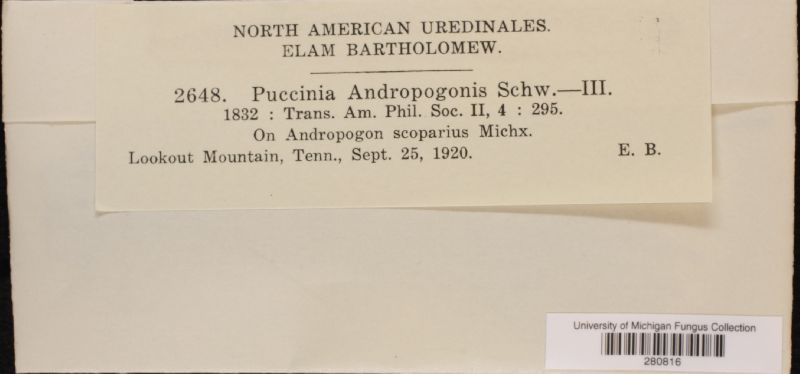 NORTH AMERICAN UREDINALES.
ELAM BARTHOLOMEW.
2648. Puccinia Andropogonis Schw.—III.
1832 : Trans. Am. Phil. Soc. II, 4 : 295.
On Andropogon scoparius Michx.
Lookout Mountain, Tenn., Sept. 25, 1920. E. B.
University of Michigan Fungus Collection
280816